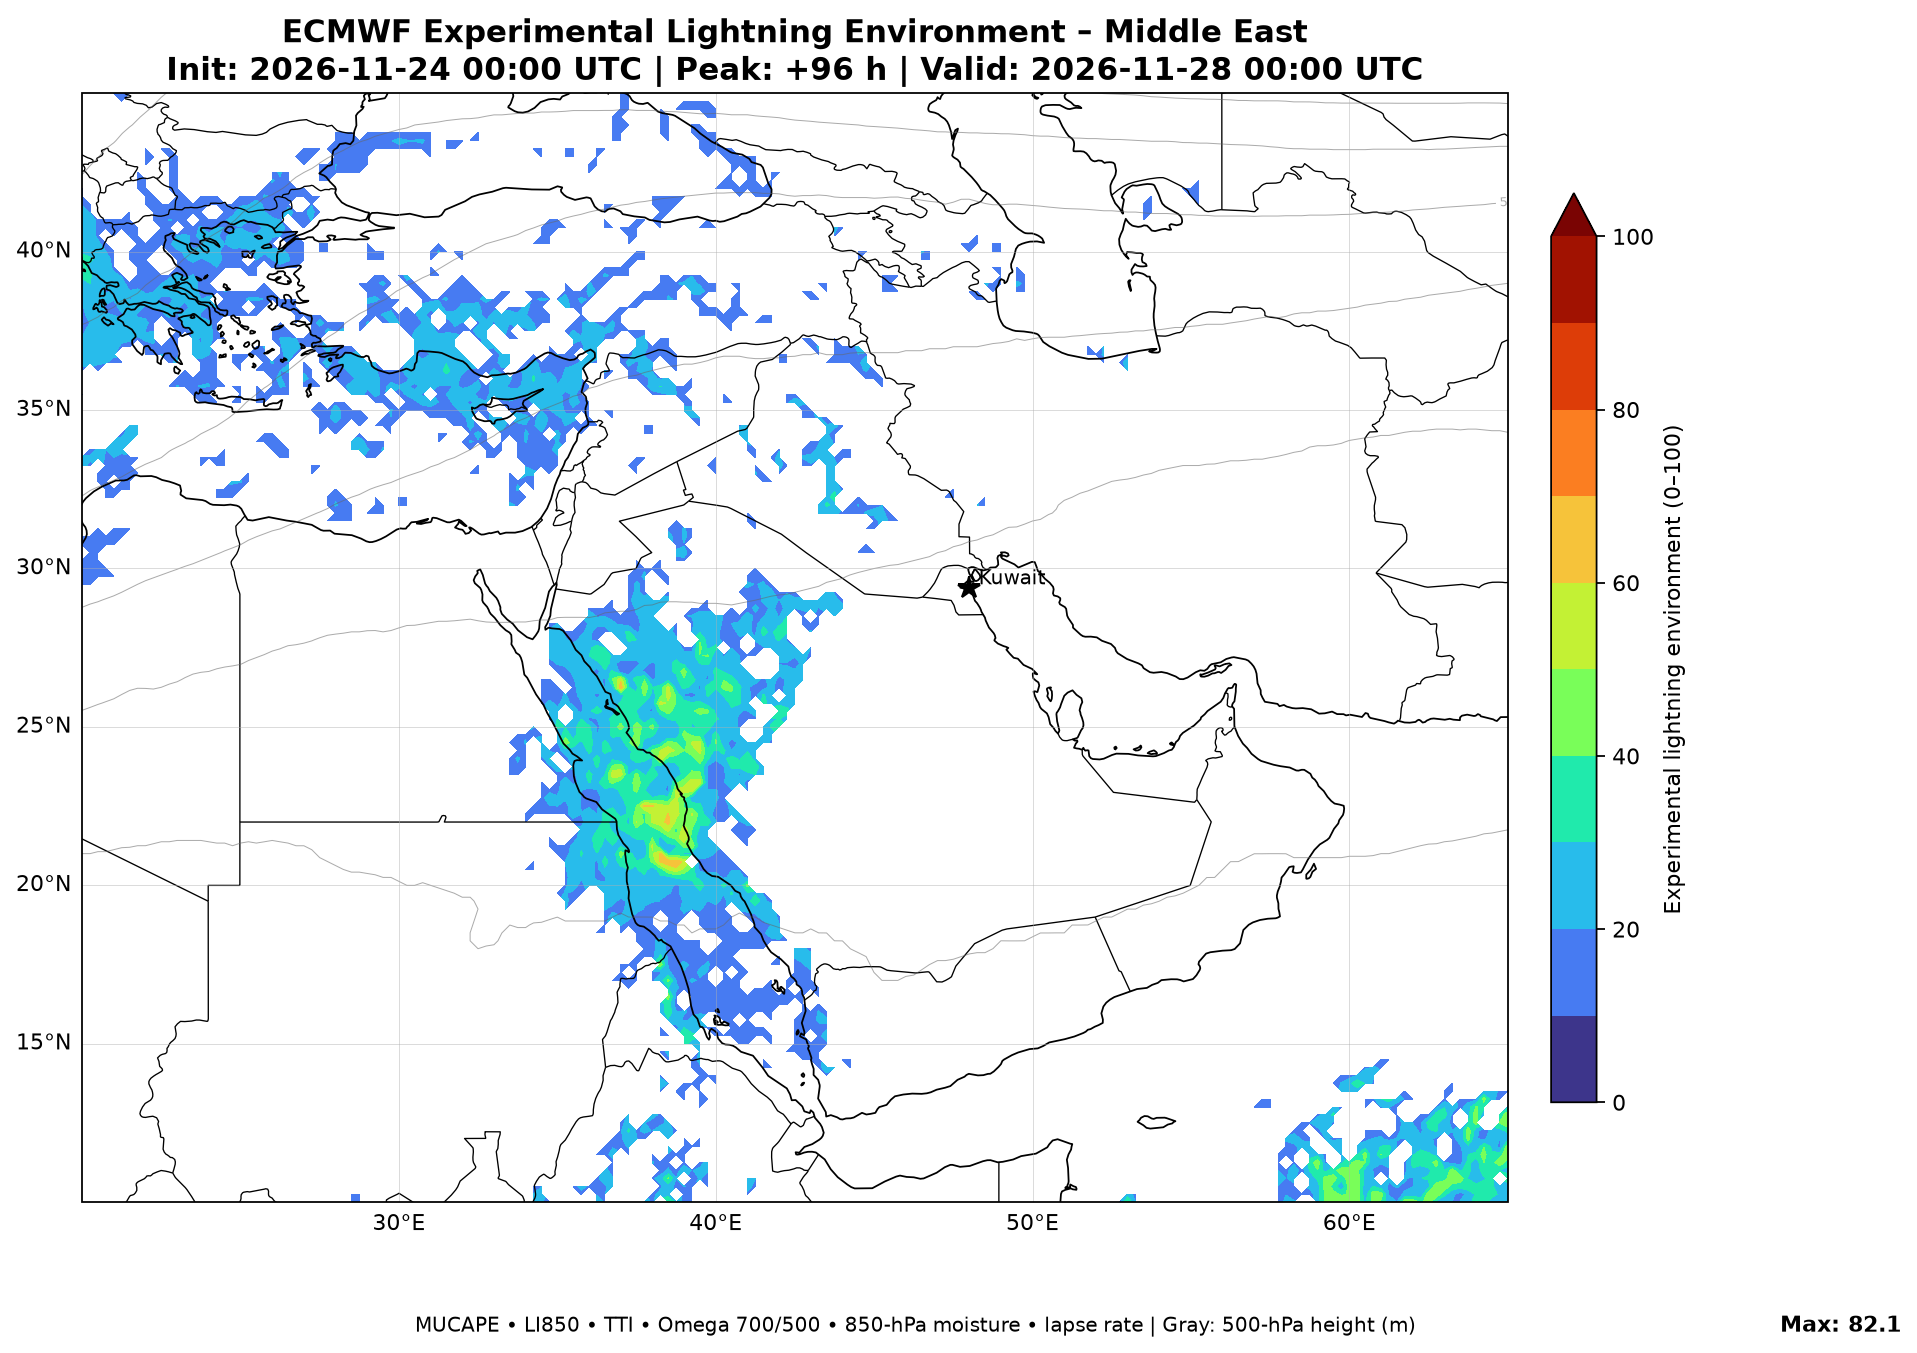 ECMWF Experimental Lightning Environment – Middle East
Init: 2026-11-24 00:00 UTC | Peak: +96 h | Valid: 2026-11-28 00:00 UTC
40°N
35°N
30°N
25°N
20°N
15°N
Kuwait
30°E
40°E
50°E
60°E
100
80
60
40
20
0
Experimental lightning environment (0–100)
MUCAPE • LI850 • TTI • Omega 700/500 • 850-hPa moisture • lapse rate | Gray: 500-hPa height (m)
Max: 82.1